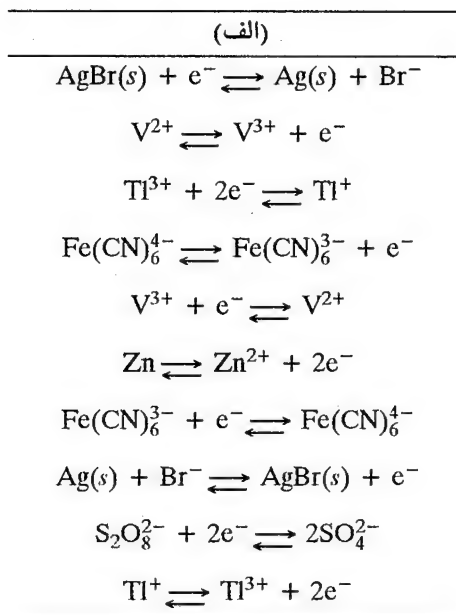 (الف)
AgBr(s) + e⁻ ⇌ Ag(s) + Br⁻
V²⁺ ⇌ V³⁺ + e⁻
Tl³⁺ + 2e⁻ ⇌ Tl⁺
Fe(CN)₆⁴⁻ ⇌ Fe(CN)₆³⁻ + e⁻
V³⁺ + e⁻ ⇌ V²⁺
Zn ⇌ Zn²⁺ + 2e⁻
Fe(CN)₆³⁻ + e⁻ ⇌ Fe(CN)₆⁴⁻
Ag(s) + Br⁻ ⇌ AgBr(s) + e⁻
S₂O₈²⁻ + 2e⁻ ⇌ 2SO₄²⁻
Tl⁺ ⇌ Tl³⁺ + 2e⁻